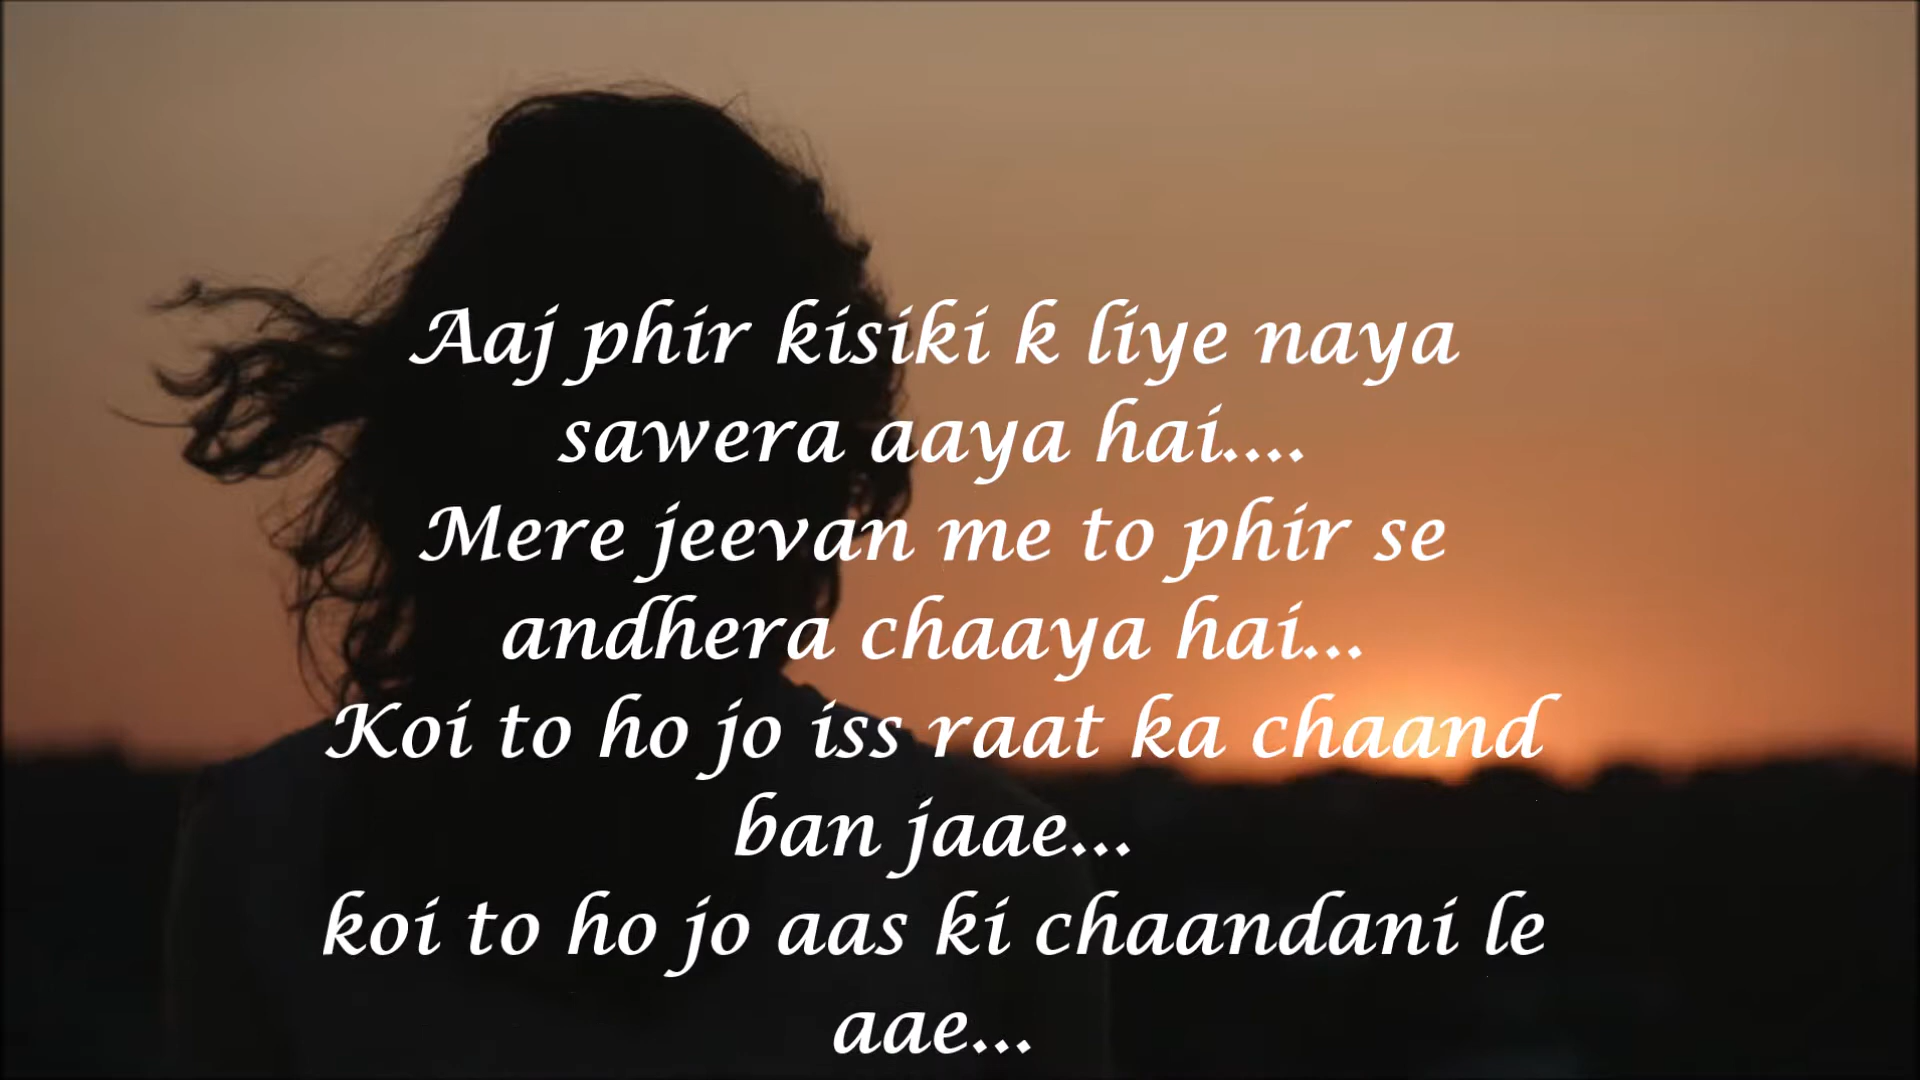 Aaj phir kisiki k liye naya
sawera aaya hai....
Mere jeevan me to phir se
andhera chaaya hai...
Koi to ho jo iss raat ka chaand
ban jaae...
koi to ho jo aas ki chaandani le
aae...